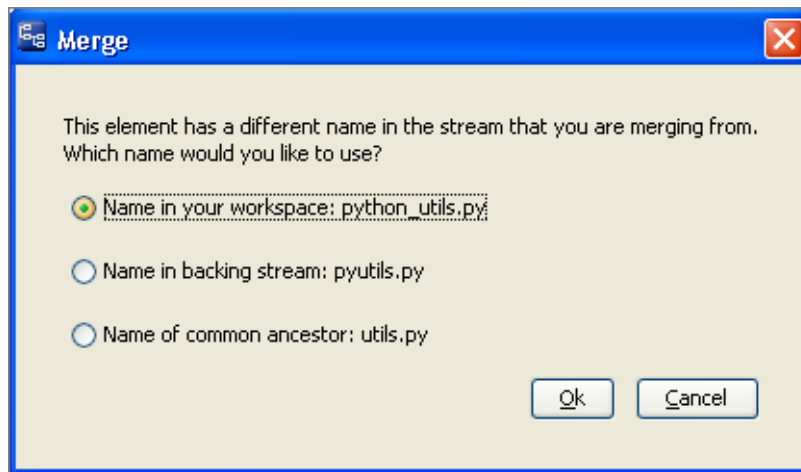 Merge
This element has a different name in the stream that you are merging from.
Which name would you like to use?
Name in your workspace: python_utils.py
Name in backing stream: pyutils.py
Name of common ancestor: utils.py
Ok Cancel